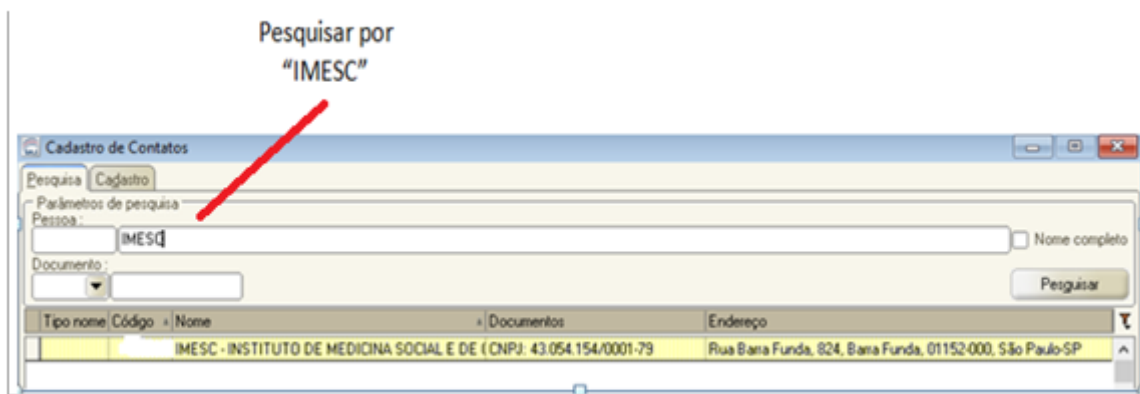 Pesquisar por
“IMESC”
Cadastro de Contatos
Pesquisa Cadastro
Parâmetros de pesquisa
Pessoa :
IMESC
Nome completo
Documento :
Pesquisar
Tipo nome Código Nome Documentos Endereço
IMESC - INSTITUTO DE MEDICINA SOCIAL E DE ( CNPJ: 43.054.154/0001-79 Rua Barra Funda, 824, Barra Funda, 01152-000, São Paulo-SP